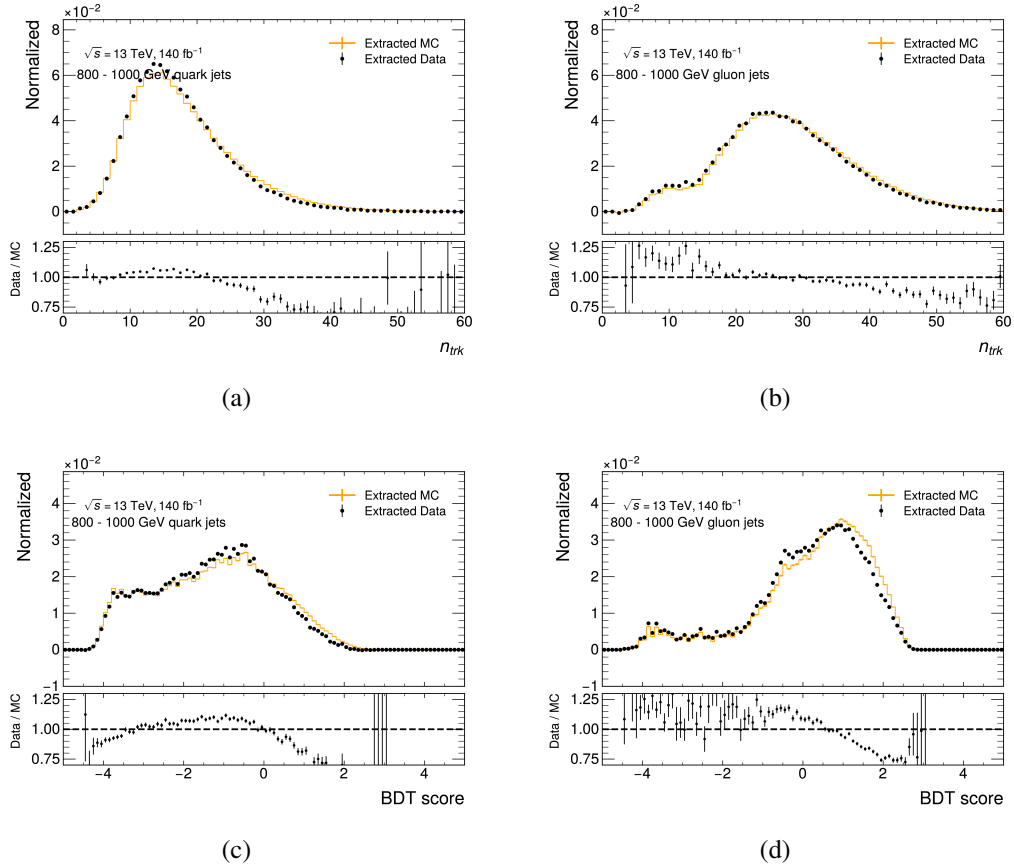 ×10⁻²
Normalized
8
6
4
2
0
√s = 13 TeV, 140 fb⁻¹
800 - 1000 GeV quark jets
Extracted MC
Extracted Data
Data / MC
1.25
1.00
0.75
0 10 20 30 40 50 60
n_trk
(a)
×10⁻²
Normalized
8
6
4
2
0
√s = 13 TeV, 140 fb⁻¹
800 - 1000 GeV gluon jets
Extracted MC
Extracted Data
Data / MC
1.25
1.00
0.75
0 10 20 30 40 50 60
n_trk
(b)
×10⁻²
Normalized
4
3
2
1
0
−1
√s = 13 TeV, 140 fb⁻¹
800 - 1000 GeV quark jets
Extracted MC
Extracted Data
Data / MC
1.25
1.00
0.75
−4 −2 0 2 4
BDT score
(c)
×10⁻²
Normalized
4
3
2
1
0
−1
√s = 13 TeV, 140 fb⁻¹
800 - 1000 GeV gluon jets
Extracted MC
Extracted Data
Data / MC
1.25
1.00
0.75
−4 −2 0 2 4
BDT score
(d)